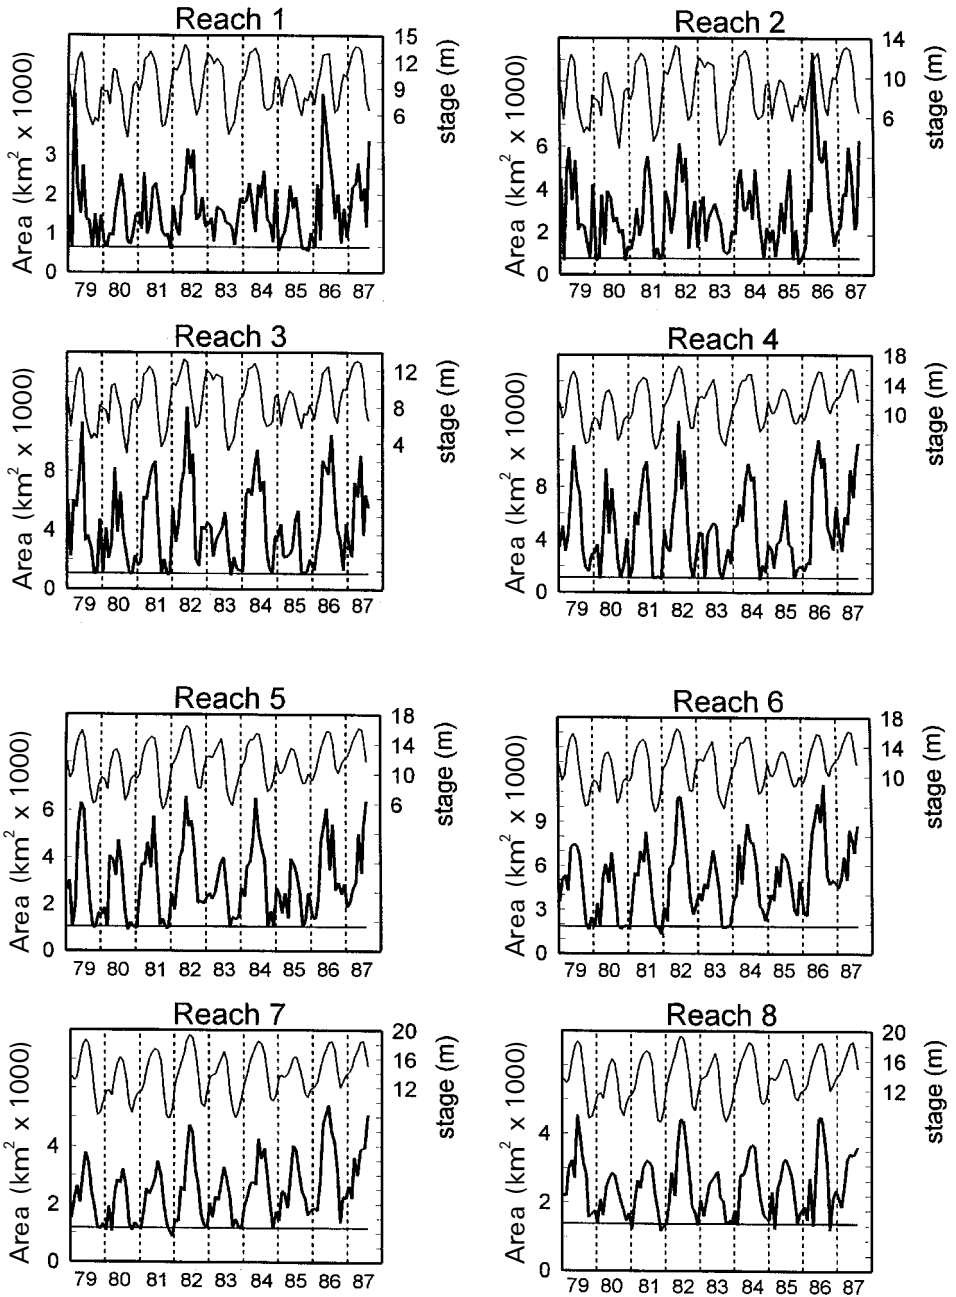 Reach 1
Area (km² x 1000)
3
2
1
0
15
12
9
6
stage (m)
79 80 81 82 83 84 85 86 87
Reach 2
Area (km² x 1000)
6
4
2
0
14
10
6
stage (m)
79 80 81 82 83 84 85 86 87
Reach 3
Area (km² x 1000)
8
4
0
12
8
4
stage (m)
79 80 81 82 83 84 85 86 87
Reach 4
Area (km² x 1000)
8
4
0
18
14
10
stage (m)
79 80 81 82 83 84 85 86 87
Reach 5
Area (km² x 1000)
6
4
2
0
18
14
10
6
stage (m)
79 80 81 82 83 84 85 86 87
Reach 6
Area (km² x 1000)
9
6
3
0
18
14
10
stage (m)
79 80 81 82 83 84 85 86 87
Reach 7
Area (km² x 1000)
4
2
0
20
16
12
stage (m)
79 80 81 82 83 84 85 86 87
Reach 8
Area (km² x 1000)
4
2
0
20
16
12
stage (m)
79 80 81 82 83 84 85 86 87